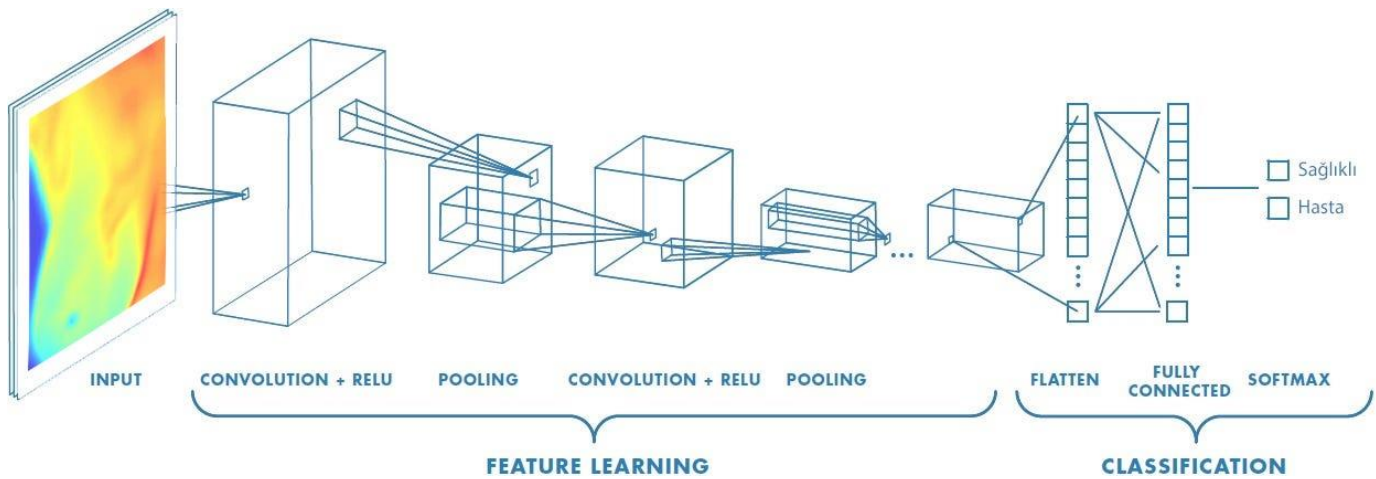 Sağlıklı
Hasta
INPUT
CONVOLUTION + RELU
POOLING
CONVOLUTION + RELU
POOLING
FLATTEN
FULLY
CONNECTED
SOFTMAX
FEATURE LEARNING
CLASSIFICATION